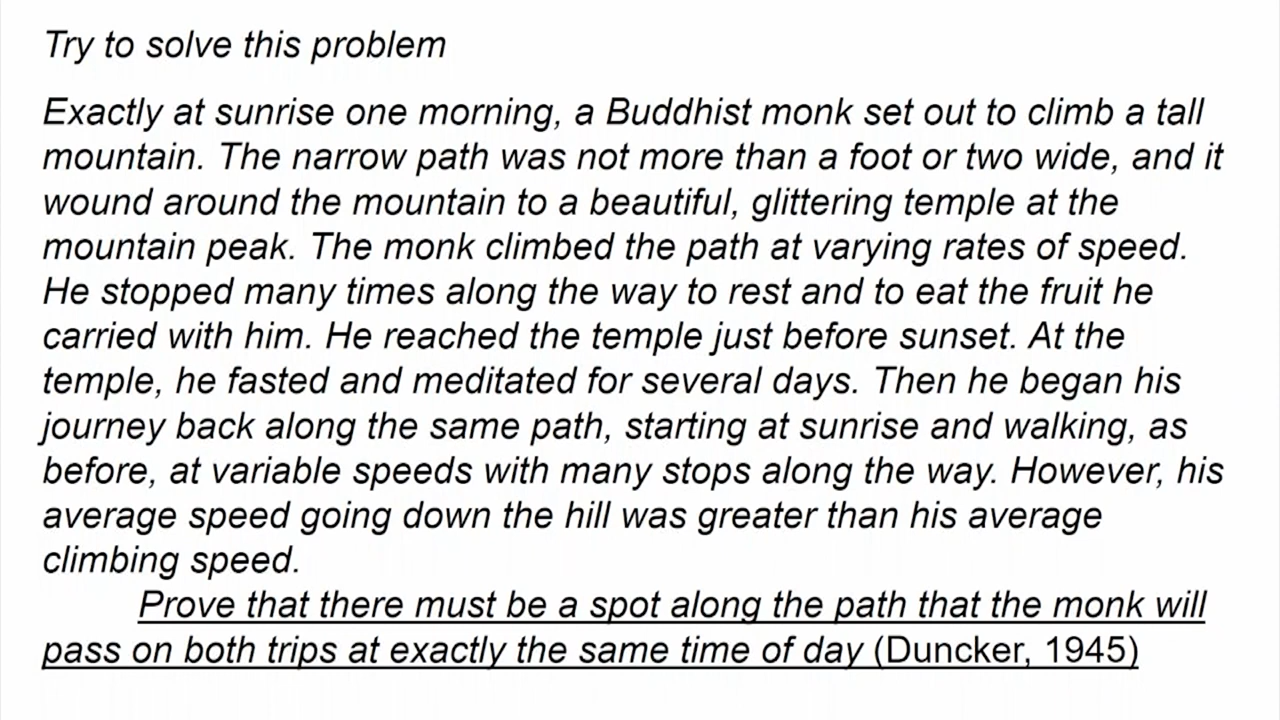 Try to solve this problem
Exactly at sunrise one morning, a Buddhist monk set out to climb a tall
mountain. The narrow path was not more than a foot or two wide, and it
wound around the mountain to a beautiful, glittering temple at the
mountain peak. The monk climbed the path at varying rates of speed.
He stopped many times along the way to rest and to eat the fruit he
carried with him. He reached the temple just before sunset. At the
temple, he fasted and meditated for several days. Then he began his
journey back along the same path, starting at sunrise and walking, as
before, at variable speeds with many stops along the way. However, his
average speed going down the hill was greater than his average
climbing speed.
Prove that there must be a spot along the path that the monk will
pass on both trips at exactly the same time of day (Duncker, 1945)